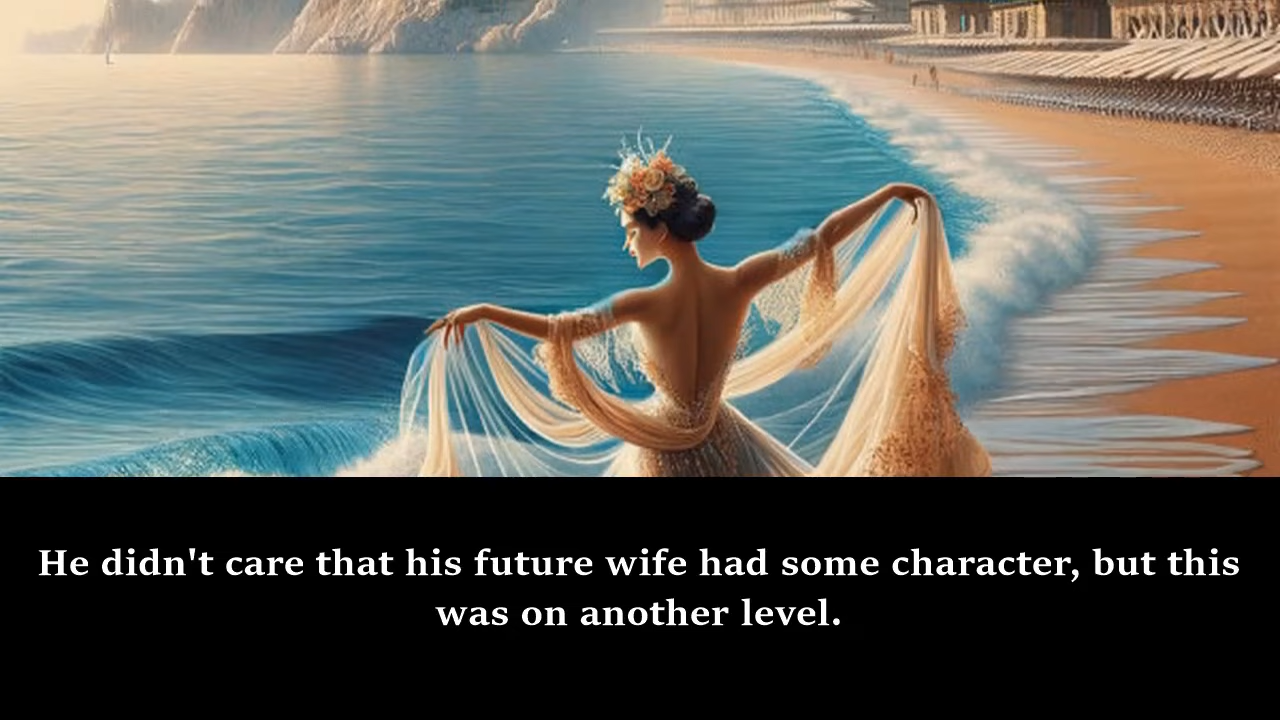 He didn't care that his future wife had some character, but this
was on another level.